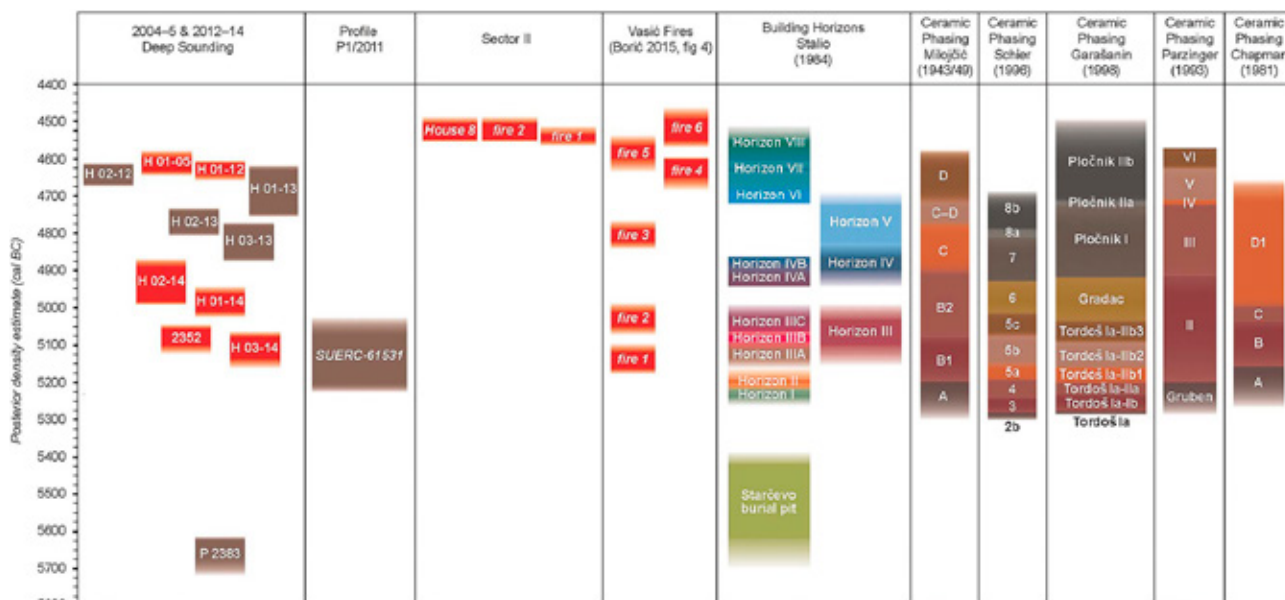 2004–5 & 2012–14
Deep Sounding
Profile
P1/2011
Sector II
Vasić Fires
(Borić 2015, fig 4)
Building Horizons
Stalio
(1984)
Ceramic
Phasing
Milojčić
(1943/49)
Ceramic
Phasing
Schier
(1996)
Ceramic
Phasing
Garašanin
(1998)
Ceramic
Phasing
Parzinger
(1993)
Ceramic
Phasing
Chapman
(1981)
Posterior density estimate (cal BC)
4400
4500
4600
4700
4800
4900
5000
5100
5200
5300
5400
5500
5600
5700
H 02-12
H 01-05
H 01-12
H 01-13
H 02-13
H 03-13
H 02-14
H 01-14
2352
H 03-14
P 2383
SUERC-61531
House 8
fire 2
fire 1
fire 6
fire 5
fire 4
fire 3
fire 2
fire 1
Horizon VIII
Horizon VII
Horizon VI
Horizon V
Horizon IVB
Horizon IV
Horizon IVA
Horizon IIIC
Horizon IIIB
Horizon III
Horizon IIIA
Horizon II
Horizon I
Starčevo
burial pit
D
C–D
C
B2
B1
A
8b
8a
7
6
5c
5b
5a
4
3
2b
Pločnik IIb
Pločnik IIa
Pločnik I
Gradac
Tordoš Ia-IIb3
Tordoš Ia-IIb2
Tordoš Ia-IIb1
Tordoš Ia-IIa
Tordoš Ia-Ib
Tordoš Ia
VI
V
IV
III
II
Gruben
D1
C
B
A